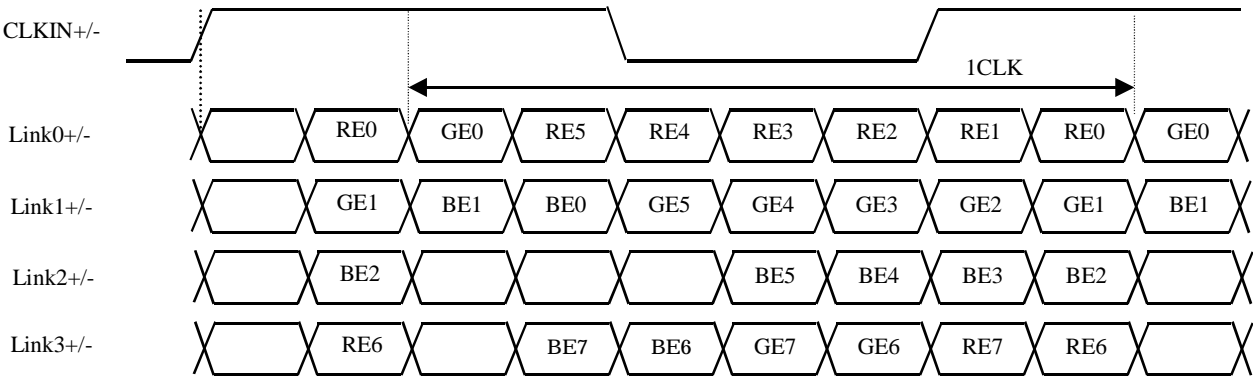 CLKIN+/-
1CLK
Link0+/- RE0 GE0 RE5 RE4 RE3 RE2 RE1 RE0 GE0
Link1+/- GE1 BE1 BE0 GE5 GE4 GE3 GE2 GE1 BE1
Link2+/- BE2 BE5 BE4 BE3 BE2
Link3+/- RE6 BE7 BE6 GE7 GE6 RE7 RE6